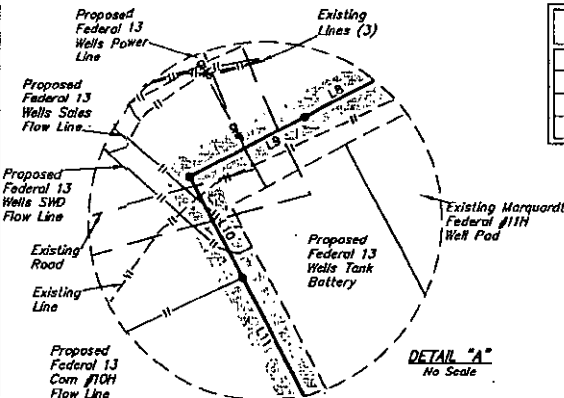 Proposed
Federal 13
Wells Power
Line
Existing
Lines (3)
Proposed
Federal 13
Wells Sales
Flow Line
L8
L9
Proposed
Federal 13
Wells SWD
Flow Line
Existing Marquardt
Federal #11H
Well Pad
L10
Existing
Road
Proposed
Federal 13
Wells Tank
Battery
Existing
Line
L11
Proposed
Federal 13
Com #10H
Flow Line
DETAIL "A"
No Scale